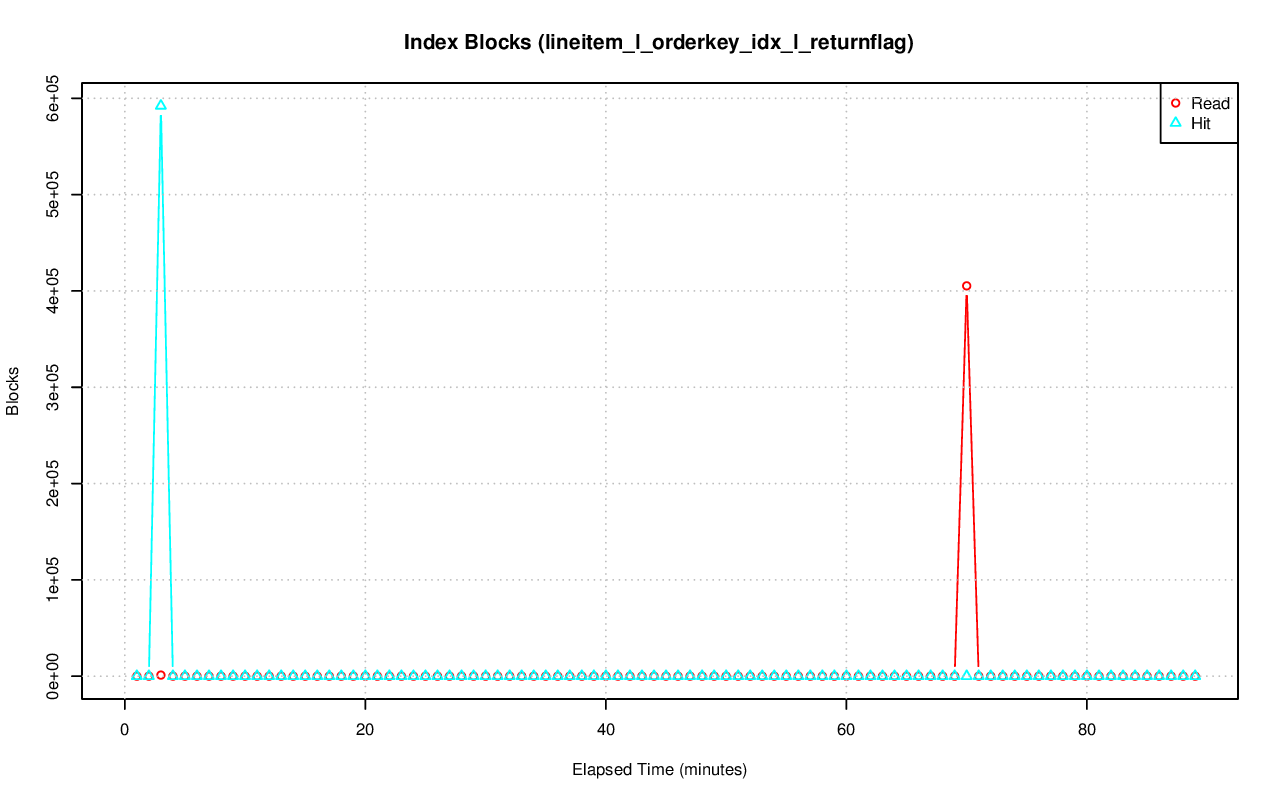 Index Blocks (lineitem_l_orderkey_idx_l_returnflag)
Read
Hit
6e+05
5e+05
4e+05
3e+05
2e+05
1e+05
0e+00
Blocks
0 20 40 60 80
Elapsed Time (minutes)